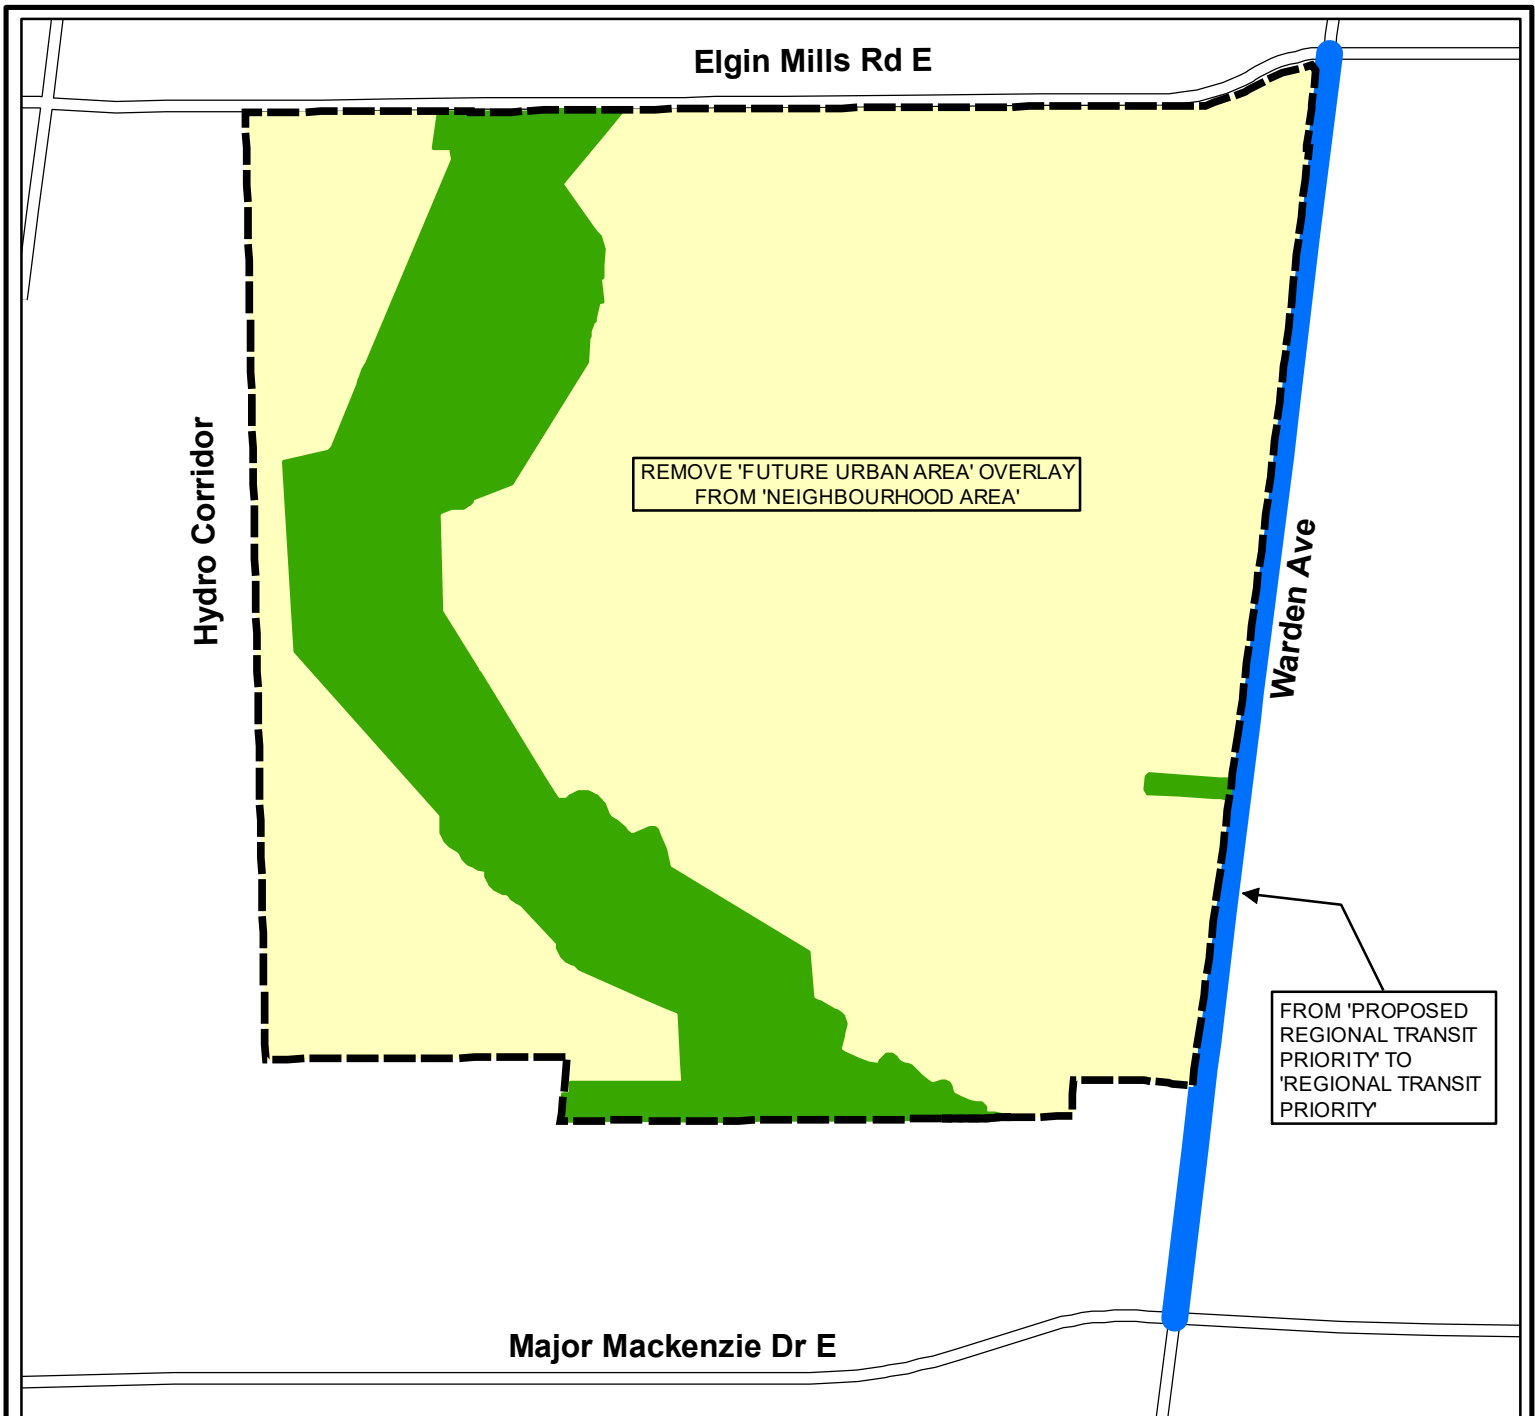 Elgin Mills Rd E
Hydro Corridor
REMOVE 'FUTURE URBAN AREA' OVERLAY
FROM 'NEIGHBOURHOOD AREA'
Warden Ave
FROM 'PROPOSED
REGIONAL TRANSIT
PRIORITY' TO
'REGIONAL TRANSIT
PRIORITY'
Major Mackenzie Dr E